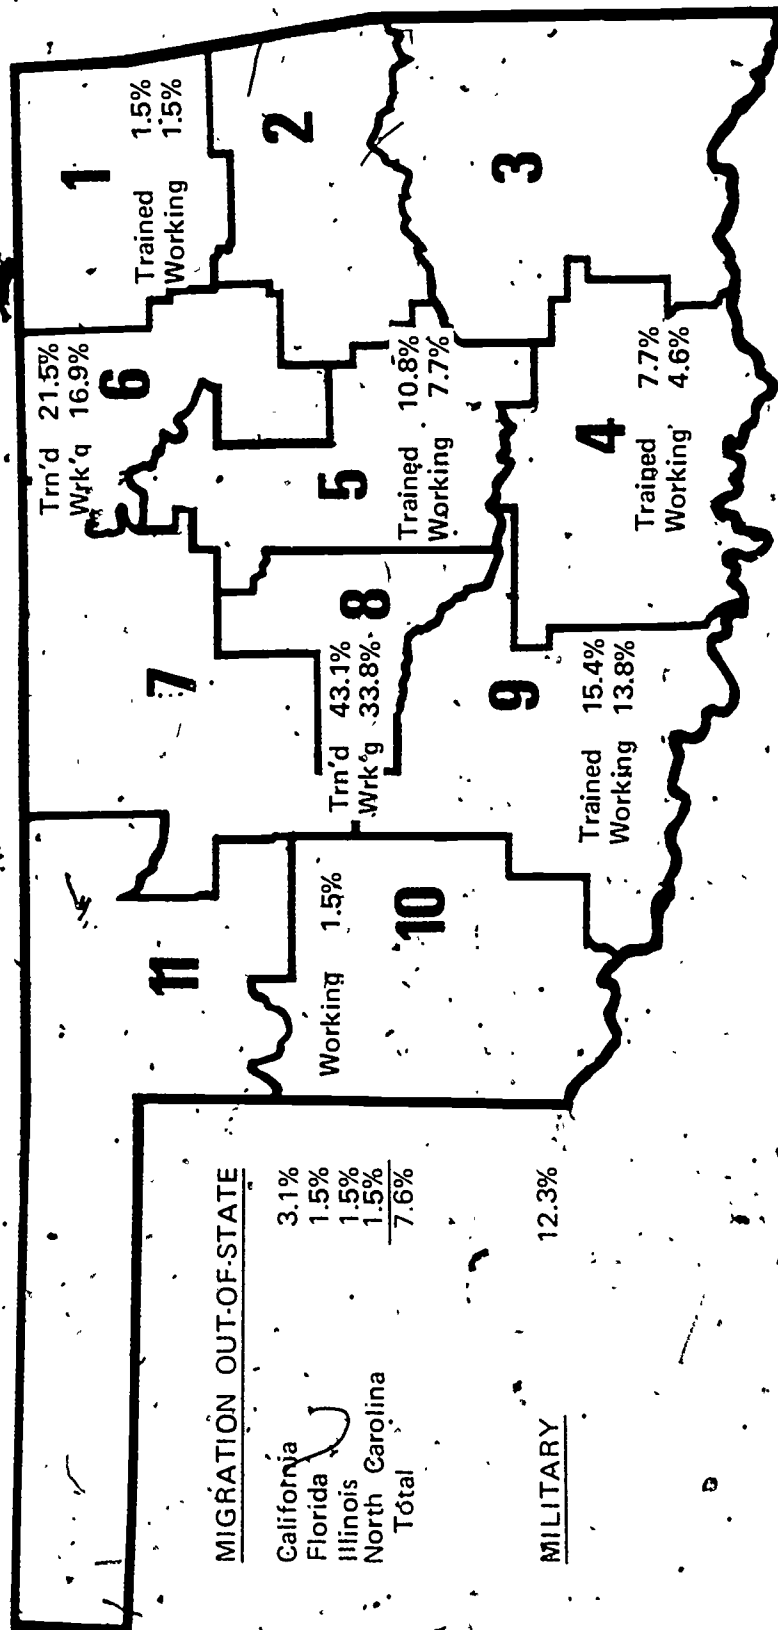 11
7
Trn'd 21.5%
Wrk'q 16.9%
6
1
Trained 1.5%
Working 1.5%
2
Working 1.5%
10
Trn'd 43.1%
Wrk'g 33.8%
8
5
Trained 10.8%
Working 7.7%
9
Trained 15.4%
Working 13.8%
4
Trained 7.7%
Working 4.6%
3
MIGRATION OUT-OF-STATE
California 3.1%
Florida 1.5%
Illinois 1.5%
North Carolina 1.5%
Total 7.6%
MILITARY 12.3%